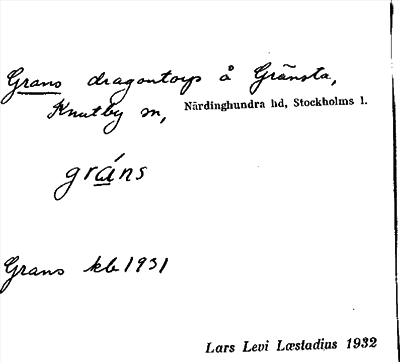 Grans dragontorp å Gränsta,
Knutby sn, Närdinghundra hd, Stockholms l.
gráns
Grans kb 1931
Lars Levi Læstadius 1932